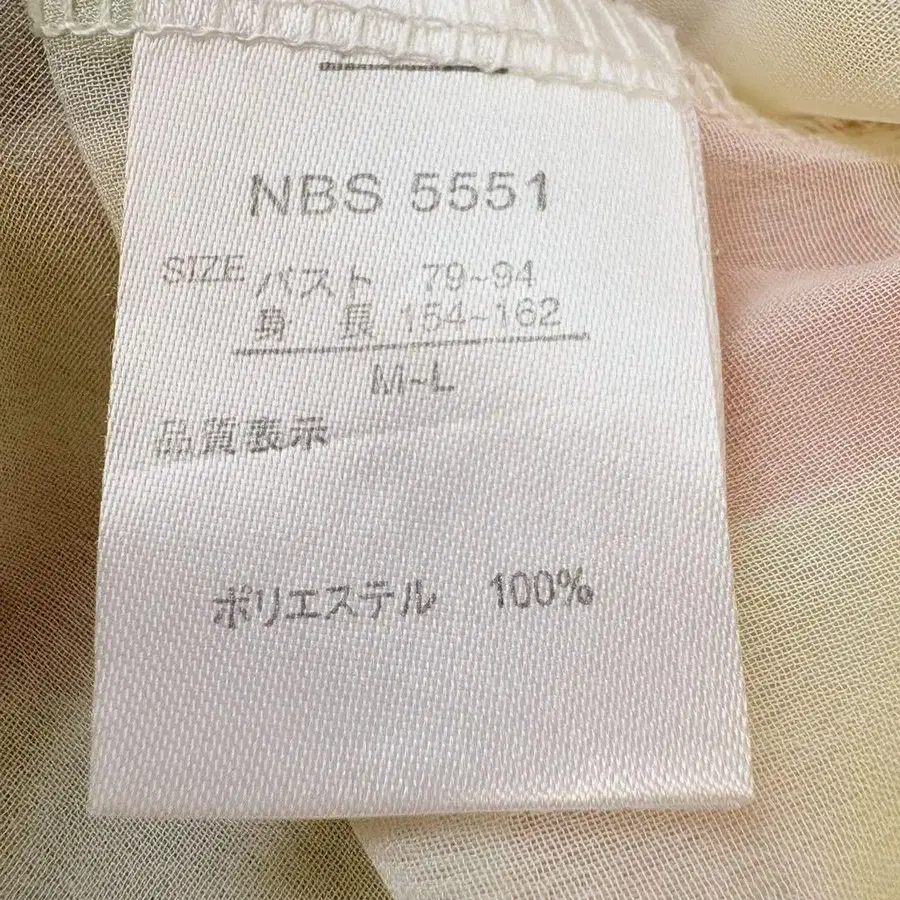 NBS 5551
SIZE バスト 79~94
身 長 154~162
M~L
品質表示
ポリエステル 100%